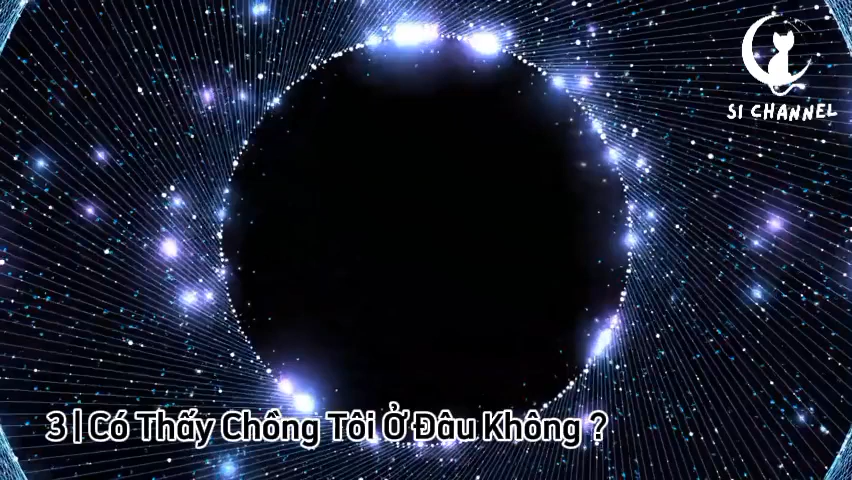 SI CHANNEL
3 | Có Thấy Chồng Tôi Ở Đâu Không ?